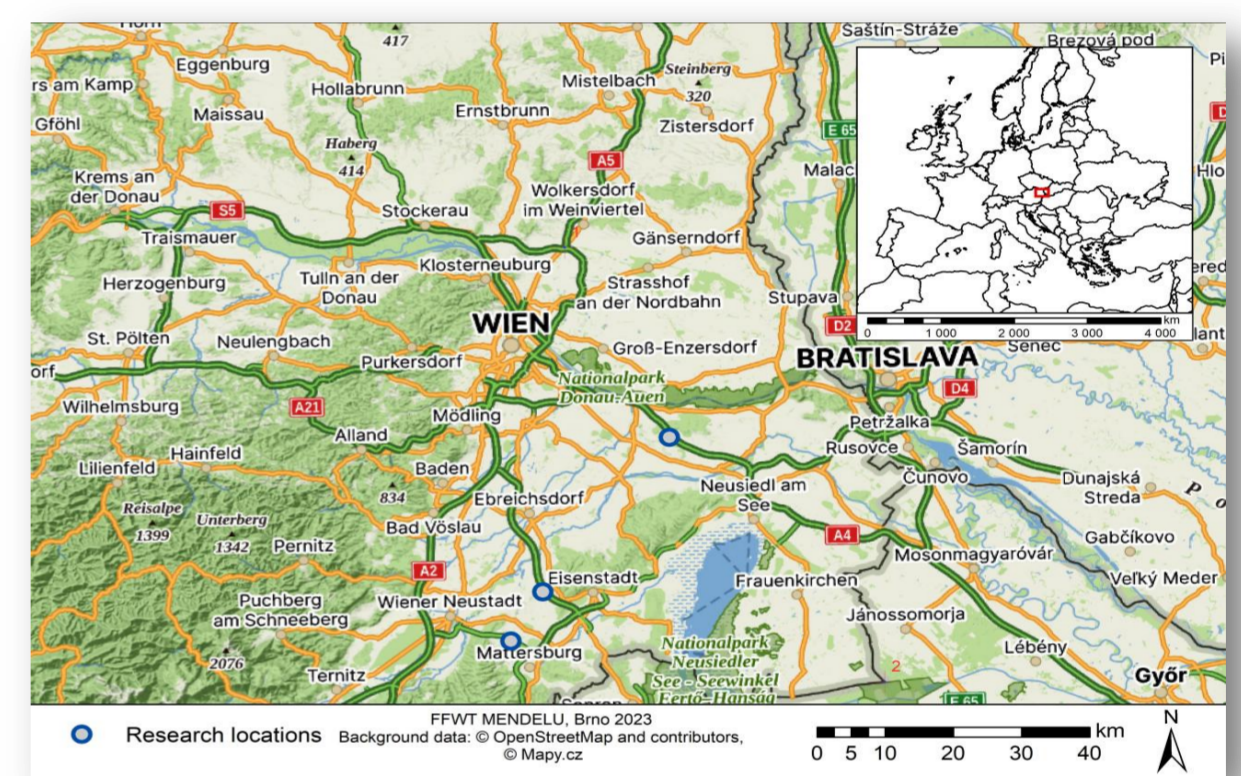 Horn
417
Saštín-Stráže
Brezová pod
Eggenburg
Steinberg
320
Mistelbach
rs am Kamp
Hollabrunn
Maissau
Ernstbrunn
Zistersdorf
Gföhl
E 65
Haberg
414
A5
Krems an
der Donau
Malac
Hlo
Wolkersdorf
im Weinviertel
S5
Stockerau
Traismauer
Gänserndorf
Klosterneuburg
Herzogenburg
Tulln an der
Donau
Strasshof
an der Nordbahn
Stupava
ered
0 1 000 2 000 3 000 4 000 km
WIEN
D2
St. Pölten
Neulengbach
Groß-Enzersdorf
Senec
lant
Purkersdorf
BRATISLAVA
orf
Nationalpark
Donau-Auen
D4
Wilhelmsburg
A21
Mödling
Petržalka
Alland
Rusovce
Šamorín
Hainfeld
Lilienfeld
Baden
834
Čunovo
Dunajská
Streda
Neusiedl am
See
P o
Ebreichsdorf
Reisalpe
1399
Unterberg
1342
Bad Vöslau
A4
Gabčíkovo
Pernitz
Mosonmagyaróvár
A2
Eisenstadt
Frauenkirchen
Veľký Meder
Puchberg
am Schneeberg
Wiener Neustadt
Jánossomorja
Mattersburg
Nationalpark
Neusiedler
See - Seewinkel
Fertő-Hanság
Lébény
2076
2
Ternitz
Győr
Sopron
E 65
Research locations
FFWT MENDELU, Brno 2023
Background data: © OpenStreetMap and contributors,
© Mapy.cz
0 5 10 20 30 40 km
N